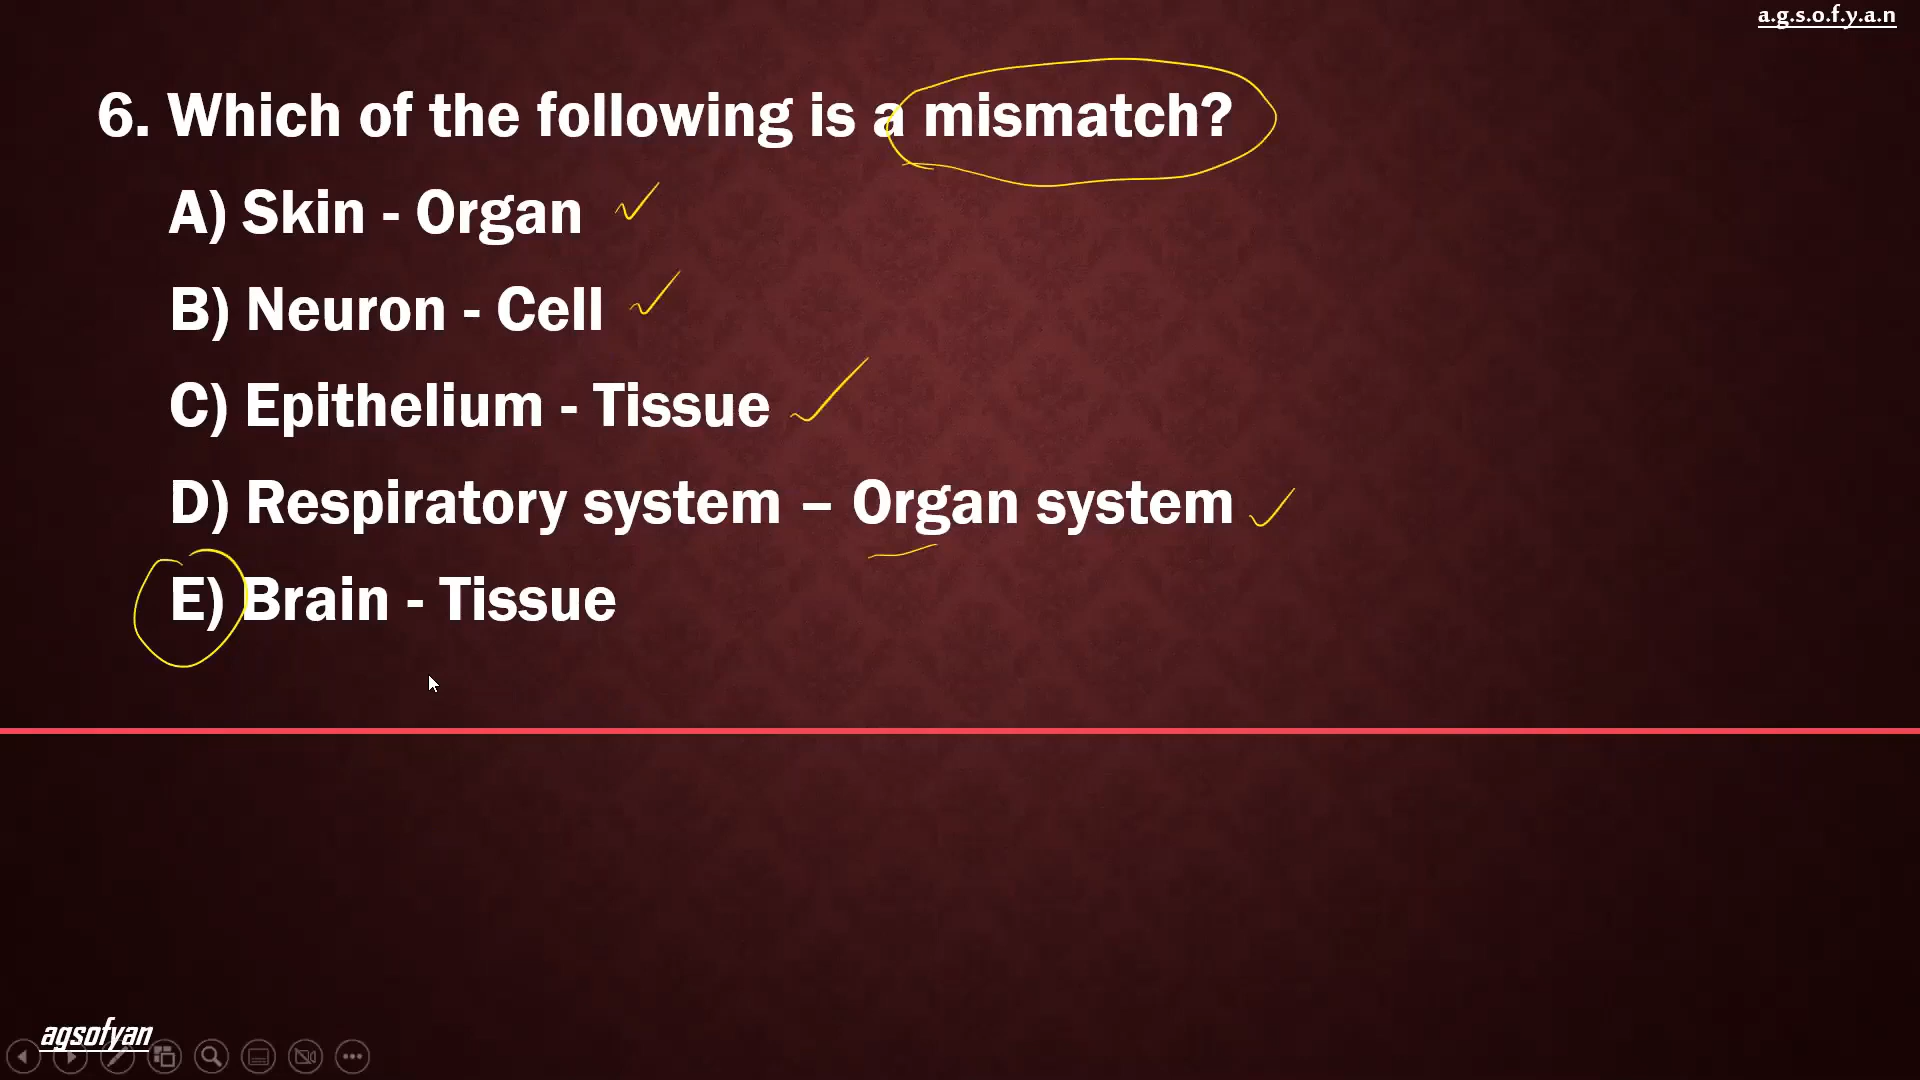 a.g.s.o.f.y.a.n
6. Which of the following is a mismatch?
A) Skin - Organ
B) Neuron - Cell
C) Epithelium - Tissue
D) Respiratory system – Organ system
E) Brain - Tissue
agsofyan